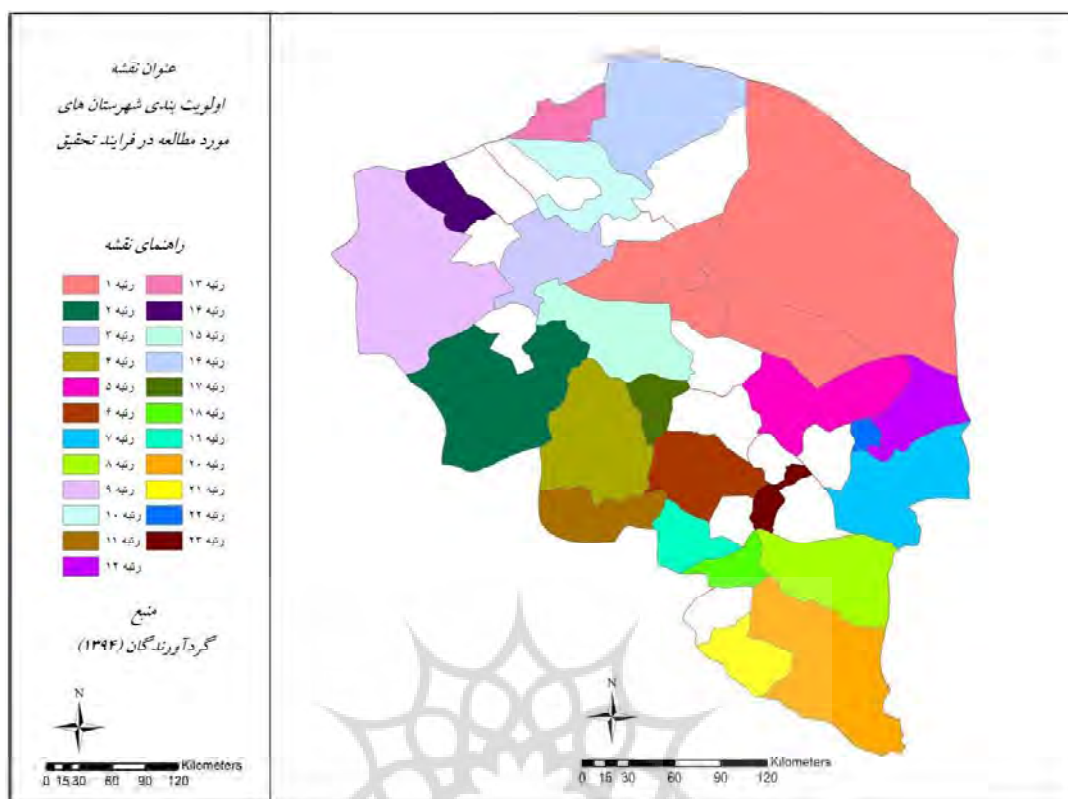 عنوان نقشه
اولویت بندی شهرستان های
مورد مطالعه در فرایند تحقیق
راهنمای نقشه
رتبه ۱ رتبه ۱۳
رتبه ۲ رتبه ۱۴
رتبه ۳ رتبه ۱۵
رتبه ۴ رتبه ۱۴
رتبه ۵ رتبه ۱۷
رتبه ۶ رتبه ۱۸
رتبه ۷ رتبه ۱۶
رتبه ۸ رتبه ۲۰
رتبه ۹ رتبه ۲۱
رتبه ۱۰ رتبه ۲۲
رتبه ۱۱ رتبه ۲۳
رتبه ۱۲
منبع
گردآورندگان (۱۳۹۴)
N
Kilometers
0 15 30 60 90 120
N
Kilometers
0 15 30 60 90 120